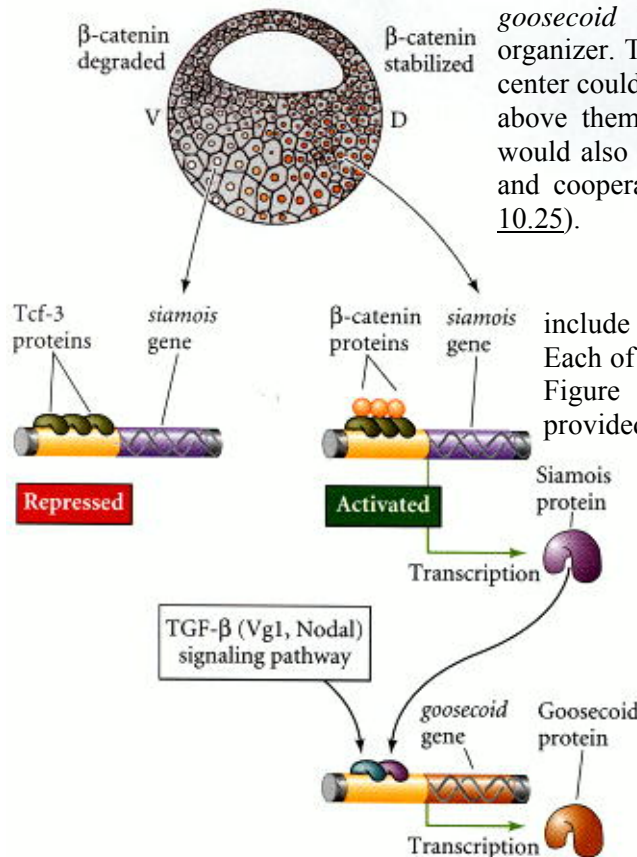 goosecoid
organizer. T
center could
above them
would also
and coopera
10.25).
β-catenin
degraded
β-catenin
stabilized
V
D
Tcf-3
proteins
siamois
gene
β-catenin
proteins
siamois
gene
include
Each of
Figure
provided
Repressed
Activated
Siamois
protein
Transcription
TGF-β (Vg1, Nodal)
signaling pathway
goosecoid
gene
Goosecoid
protein
Transcription